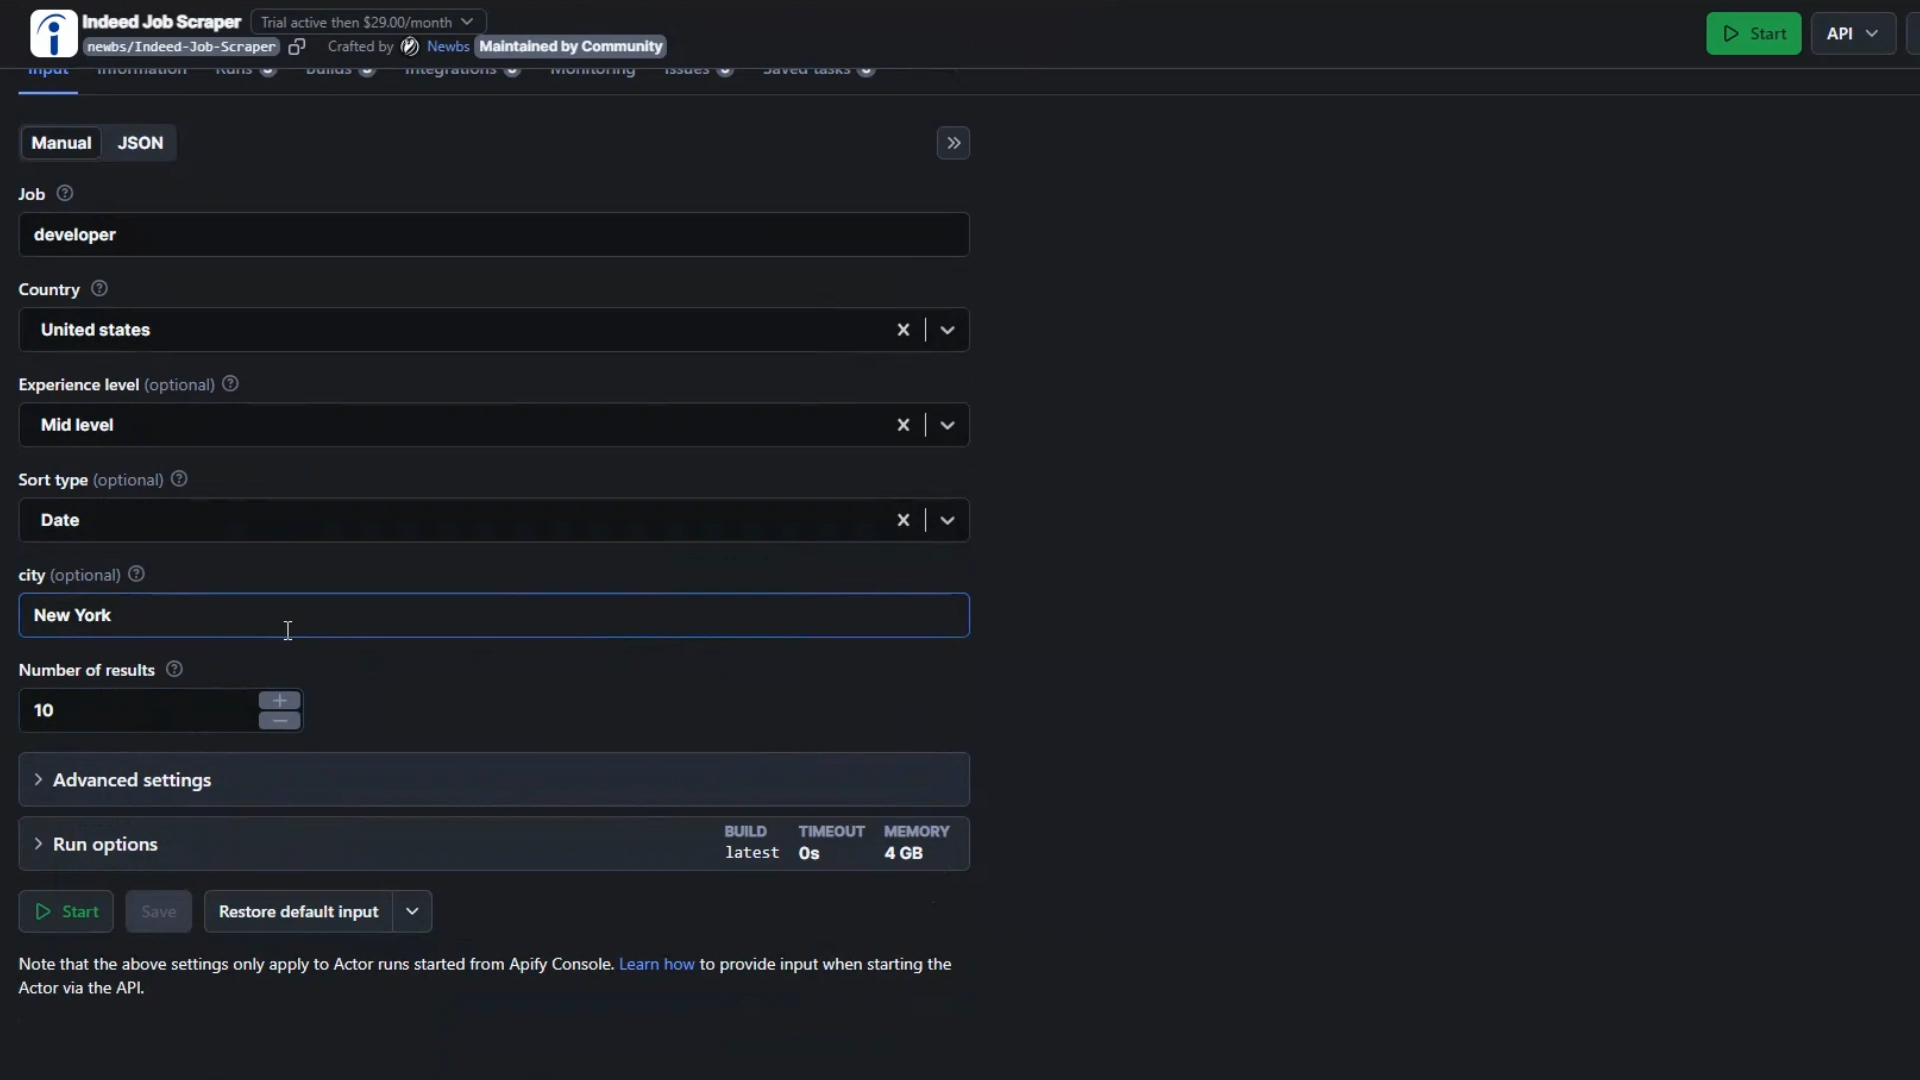 Indeed Job Scraper Trial active then $29.00/month
newbs/Indeed-Job-Scraper Crafted by Newbs Maintained by Community
Start API
Input Information Runs Builds Integrations Monitoring Issues Saved tasks
Manual JSON
Job
developer
Country
United states
Experience level (optional)
Mid level
Sort type (optional)
Date
city (optional)
New York
Number of results
10
Advanced settings
Run options
BUILD TIMEOUT MEMORY
latest 0s 4 GB
Start Save Restore default input
Note that the above settings only apply to Actor runs started from Apify Console. Learn how to provide input when starting the
Actor via the API.